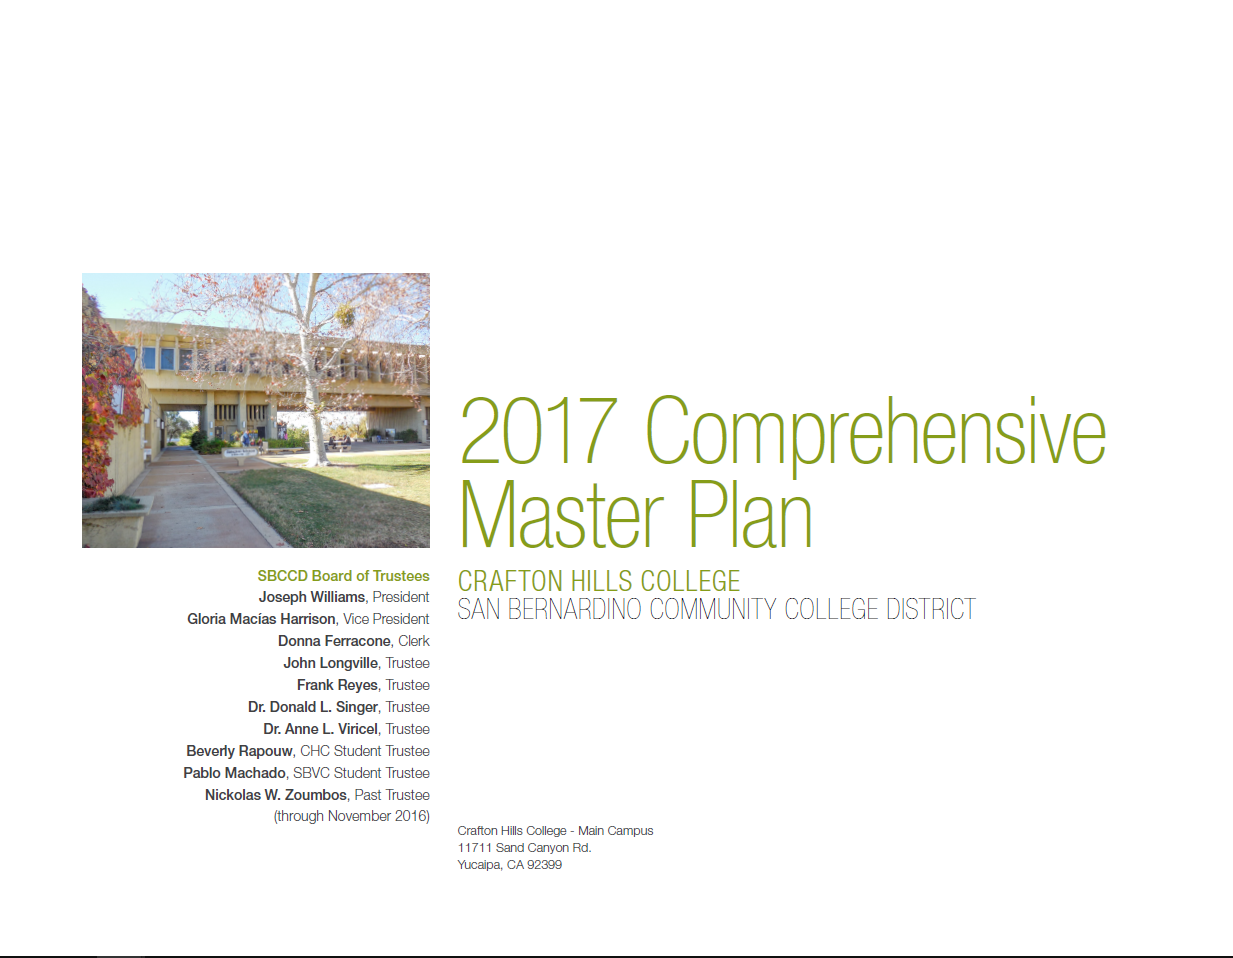 2017 Comprehensive
Master Plan
CRAFTON HILLS COLLEGE
SAN BERNARDINO COMMUNITY COLLEGE DISTRICT
SBCCD Board of Trustees
Joseph Williams, President
Gloria Macías Harrison, Vice President
Donna Ferracone, Clerk
John Longville, Trustee
Frank Reyes, Trustee
Dr. Donald L. Singer, Trustee
Dr. Anne L. Viricel, Trustee
Beverly Rapouw, CHC Student Trustee
Pablo Machado, SBVC Student Trustee
Nickolas W. Zoumbos, Past Trustee
(through November 2016)
Crafton Hills College - Main Campus
11711 Sand Canyon Rd.
Yucaipa, CA 92399